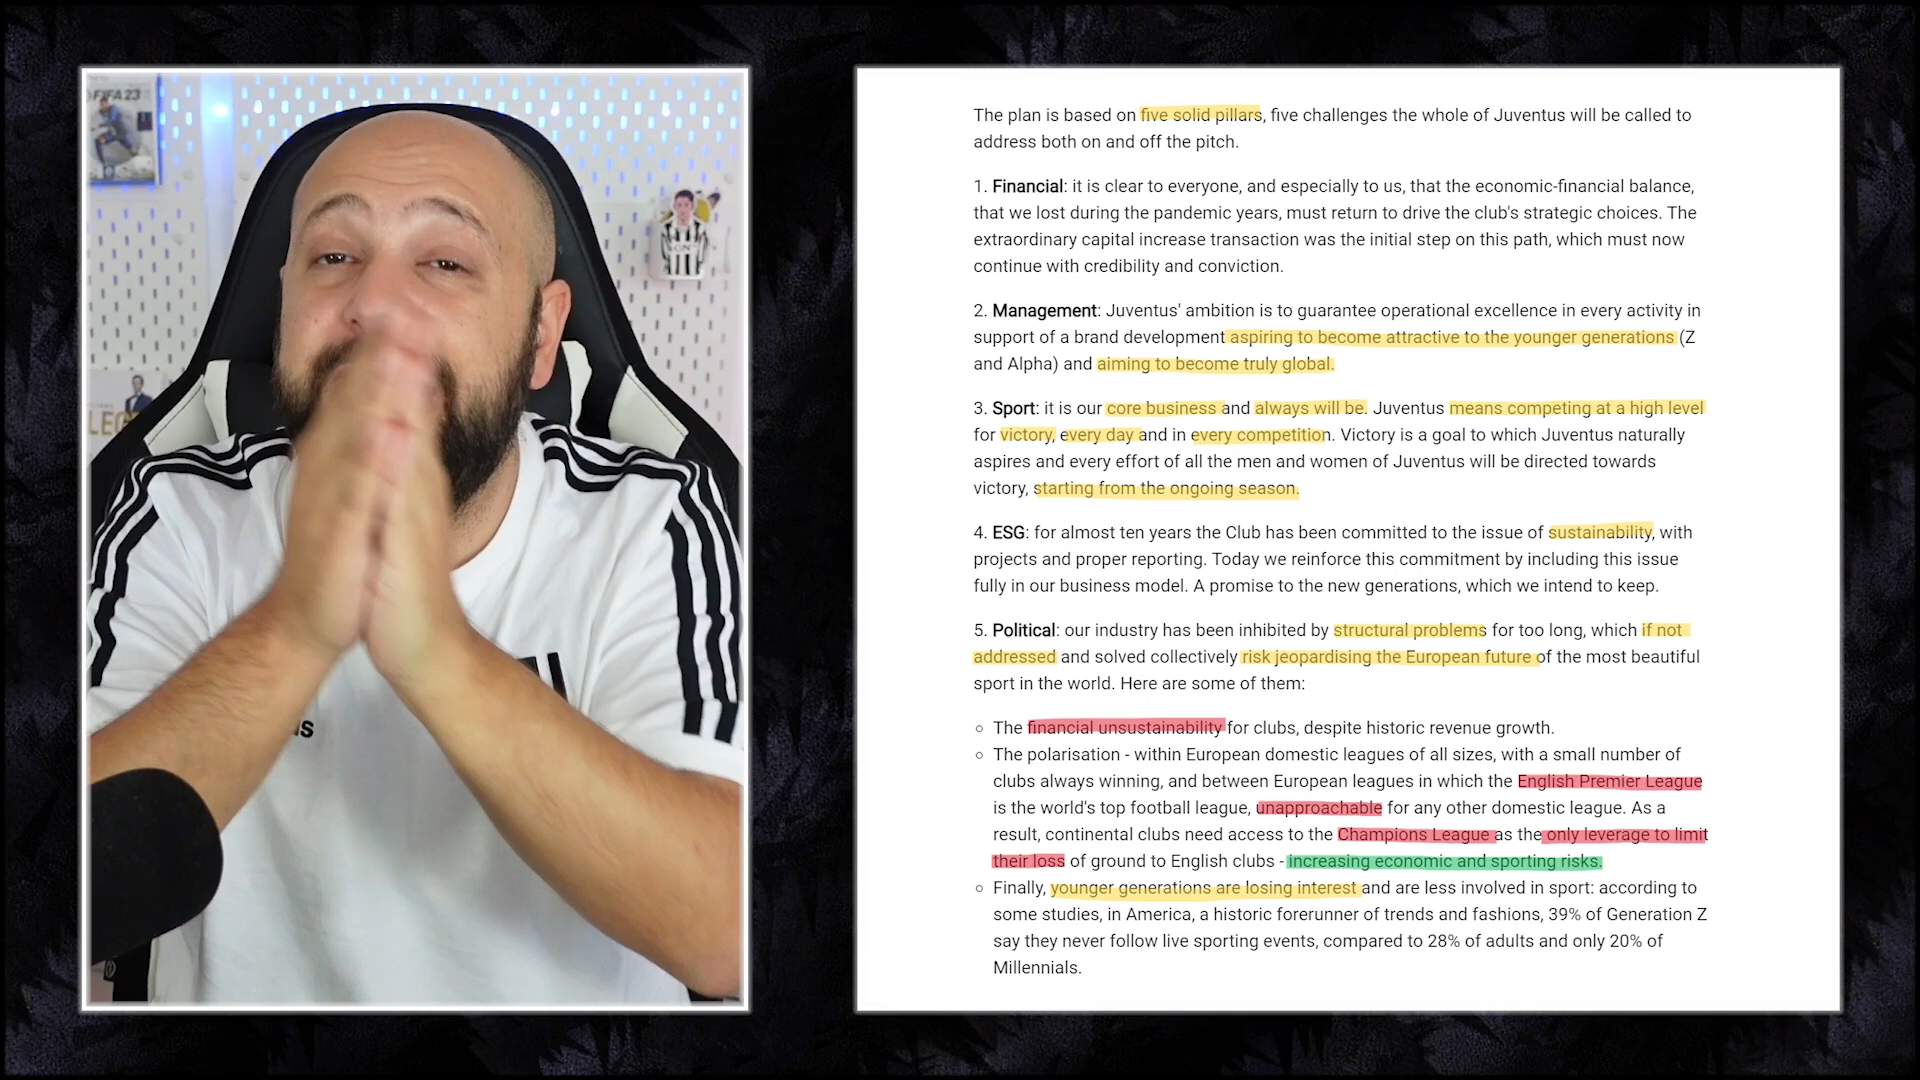 FIFA 23
LEG
us
The plan is based on five solid pillars, five challenges the whole of Juventus will be called to
address both on and off the pitch.
1. Financial: it is clear to everyone, and especially to us, that the economic-financial balance,
that we lost during the pandemic years, must return to drive the club's strategic choices. The
extraordinary capital increase transaction was the initial step on this path, which must now
continue with credibility and conviction.
2. Management: Juventus' ambition is to guarantee operational excellence in every activity in
support of a brand development aspiring to become attractive to the younger generations (Z
and Alpha) and aiming to become truly global.
3. Sport: it is our core business and always will be. Juventus means competing at a high level
for victory, every day and in every competition. Victory is a goal to which Juventus naturally
aspires and every effort of all the men and women of Juventus will be directed towards
victory, starting from the ongoing season.
4. ESG: for almost ten years the Club has been committed to the issue of sustainability, with
projects and proper reporting. Today we reinforce this commitment by including this issue
fully in our business model. A promise to the new generations, which we intend to keep.
5. Political: our industry has been inhibited by structural problems for too long, which if not
addressed and solved collectively risk jeopardising the European future of the most beautiful
sport in the world. Here are some of them:
The financial unsustainability for clubs, despite historic revenue growth.
The polarisation - within European domestic leagues of all sizes, with a small number of
clubs always winning, and between European leagues in which the English Premier League
is the world's top football league, unapproachable for any other domestic league. As a
result, continental clubs need access to the Champions League as the only leverage to limit
their loss of ground to English clubs - increasing economic and sporting risks.
Finally, younger generations are losing interest and are less involved in sport: according to
some studies, in America, a historic forerunner of trends and fashions, 39% of Generation Z
say they never follow live sporting events, compared to 28% of adults and only 20% of
Millennials.